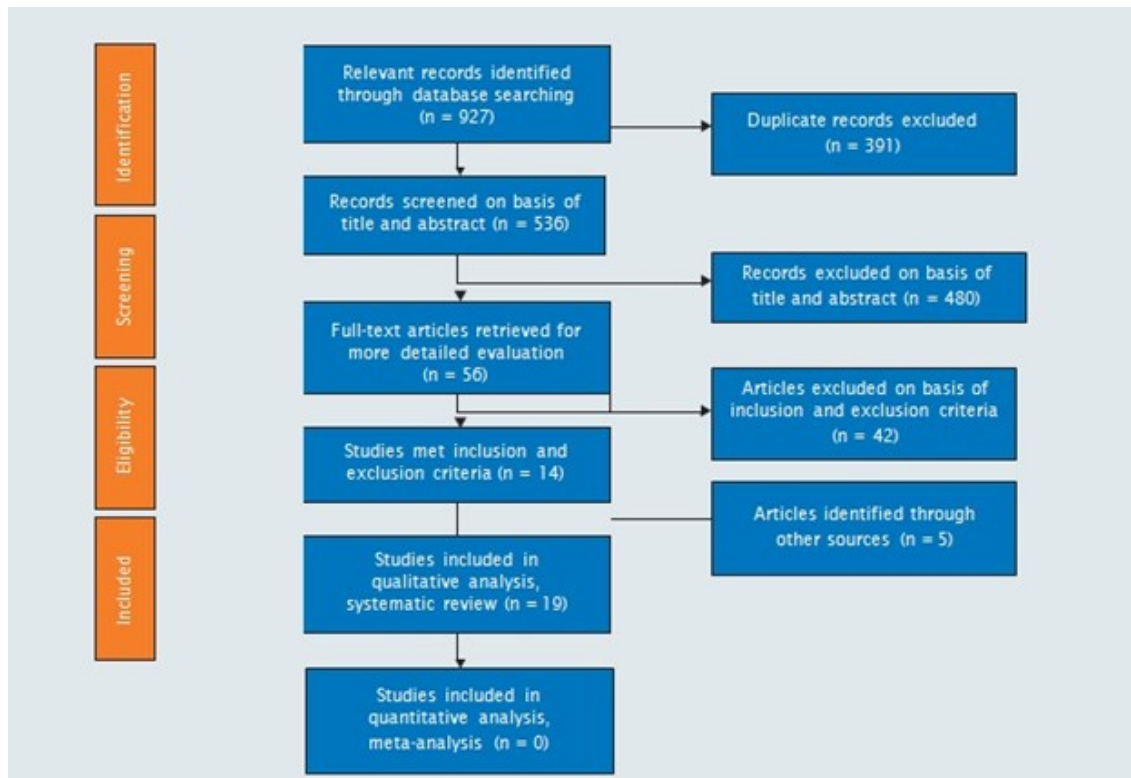 Identification
Relevant records identified
through database searching
(n = 927)
Duplicate records excluded
(n = 391)
Records screened on basis of
title and abstract (n = 536)
Screening
Records excluded on basis of
title and abstract (n = 480)
Full-text articles retrieved for
more detailed evaluation
(n = 56)
Eligibility
Articles excluded on basis of
inclusion and exclusion criteria
(n = 42)
Studies met inclusion and
exclusion criteria (n = 14)
Articles identified through
other sources (n = 5)
Included
Studies included in
qualitative analysis,
systematic review (n = 19)
Studies included in
quantitative analysis,
meta-analysis (n = 0)